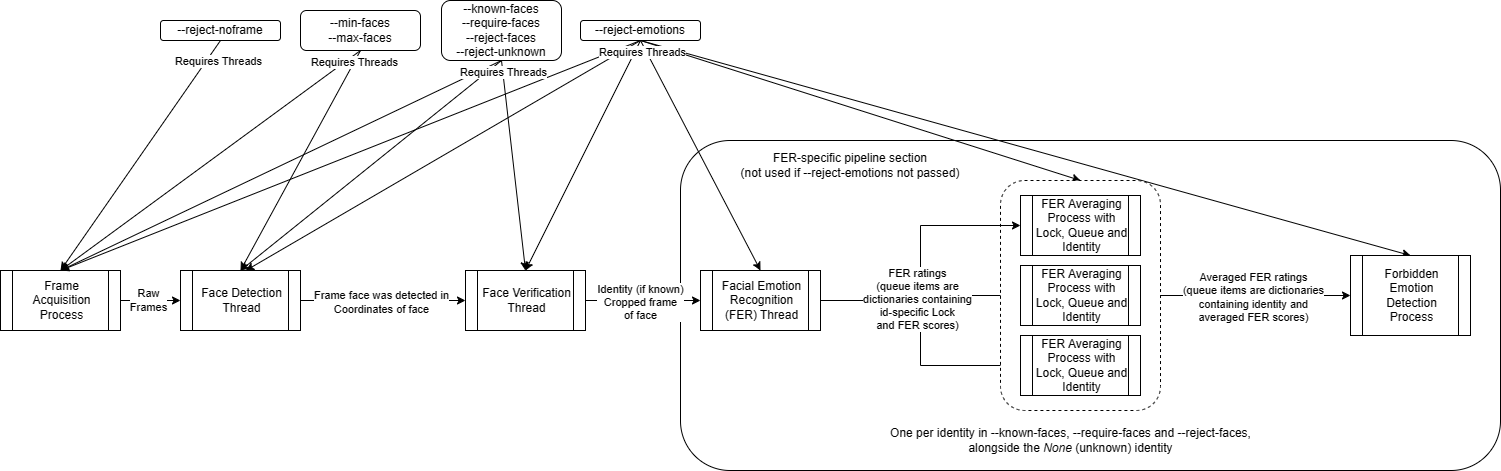 --reject-noframe
--min-faces
--max-faces
--known-faces
--require-faces
--reject-faces
--reject-unknown
--reject-emotions
Requires Threads
Requires Threads
Requires Threads
Requires Threads
FER-specific pipeline section
(not used if --reject-emotions not passed)
Frame
Acquisition
Process
Raw
Frames
Face Detection
Thread
Frame face was detected in
Coordinates of face
Face Verification
Thread
Identity (if known)
Cropped frame
of face
Facial Emotion
Recognition
(FER) Thread
FER ratings
(queue items are
dictionaries containing
id-specific Lock
and FER scores)
FER Averaging
Process with
Lock, Queue and
Identity
FER Averaging
Process with
Lock, Queue and
Identity
FER Averaging
Process with
Lock, Queue and
Identity
Averaged FER ratings
(queue items are dictionaries
containing identity and
averaged FER scores)
Forbidden
Emotion
Detection
Process
One per identity in --known-faces, --require-faces and --reject-faces,
alongside the None (unknown) identity